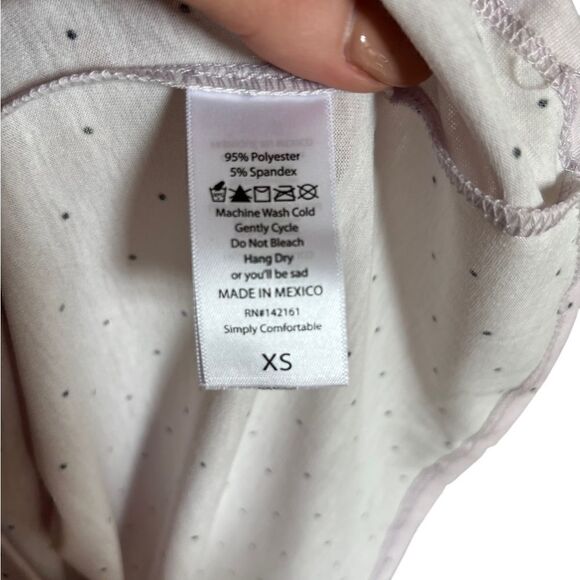 95% Polyester
5% Spandex
Machine Wash Cold
Gently Cycle
Do Not Bleach
Hang Dry
or you'll be sad
MADE IN MEXICO
RN#142161
Simply Comfortable
XS